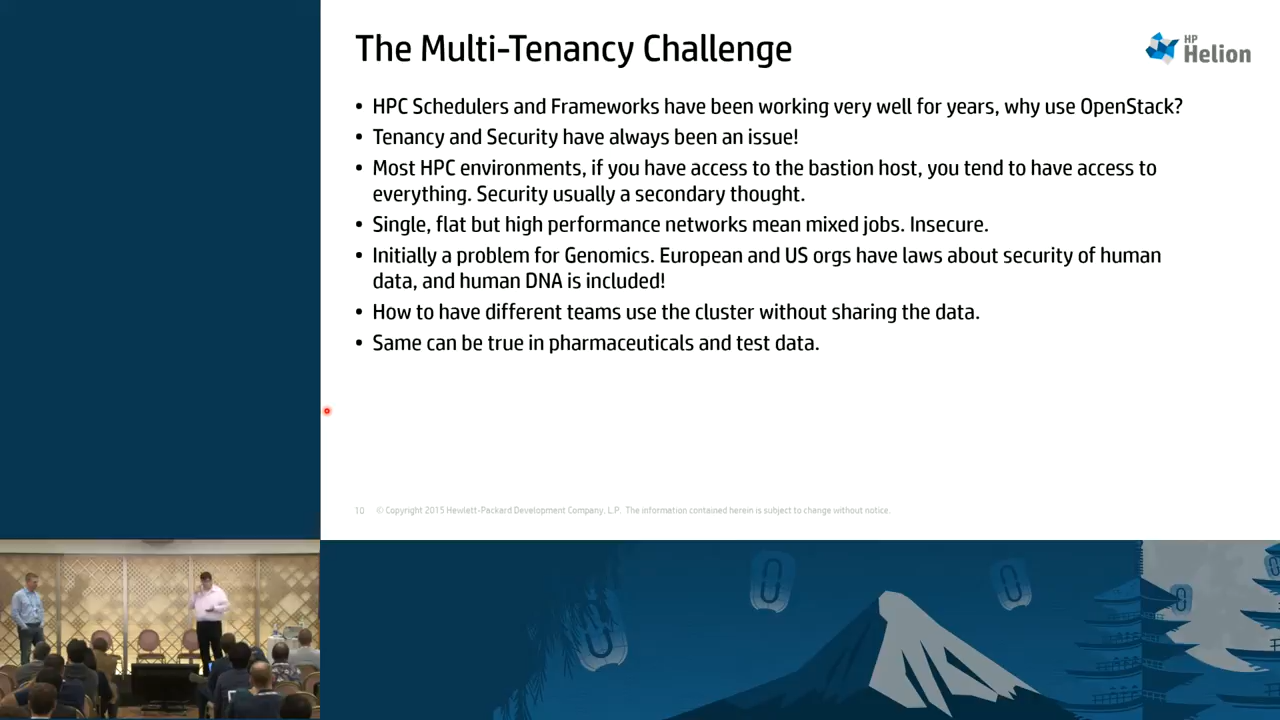 The Multi-Tenancy Challenge
HP
Helion
• HPC Schedulers and Frameworks have been working very well for years, why use OpenStack?
• Tenancy and Security have always been an issue!
• Most HPC environments, if you have access to the bastion host, you tend to have access to
everything. Security usually a secondary thought.
• Single, flat but high performance networks mean mixed jobs. Insecure.
• Initially a problem for Genomics. European and US orgs have laws about security of human
data, and human DNA is included!
• How to have different teams use the cluster without sharing the data.
• Same can be true in pharmaceuticals and test data.
10 © Copyright 2015 Hewlett-Packard Development Company, L.P. The information contained herein is subject to change without notice.